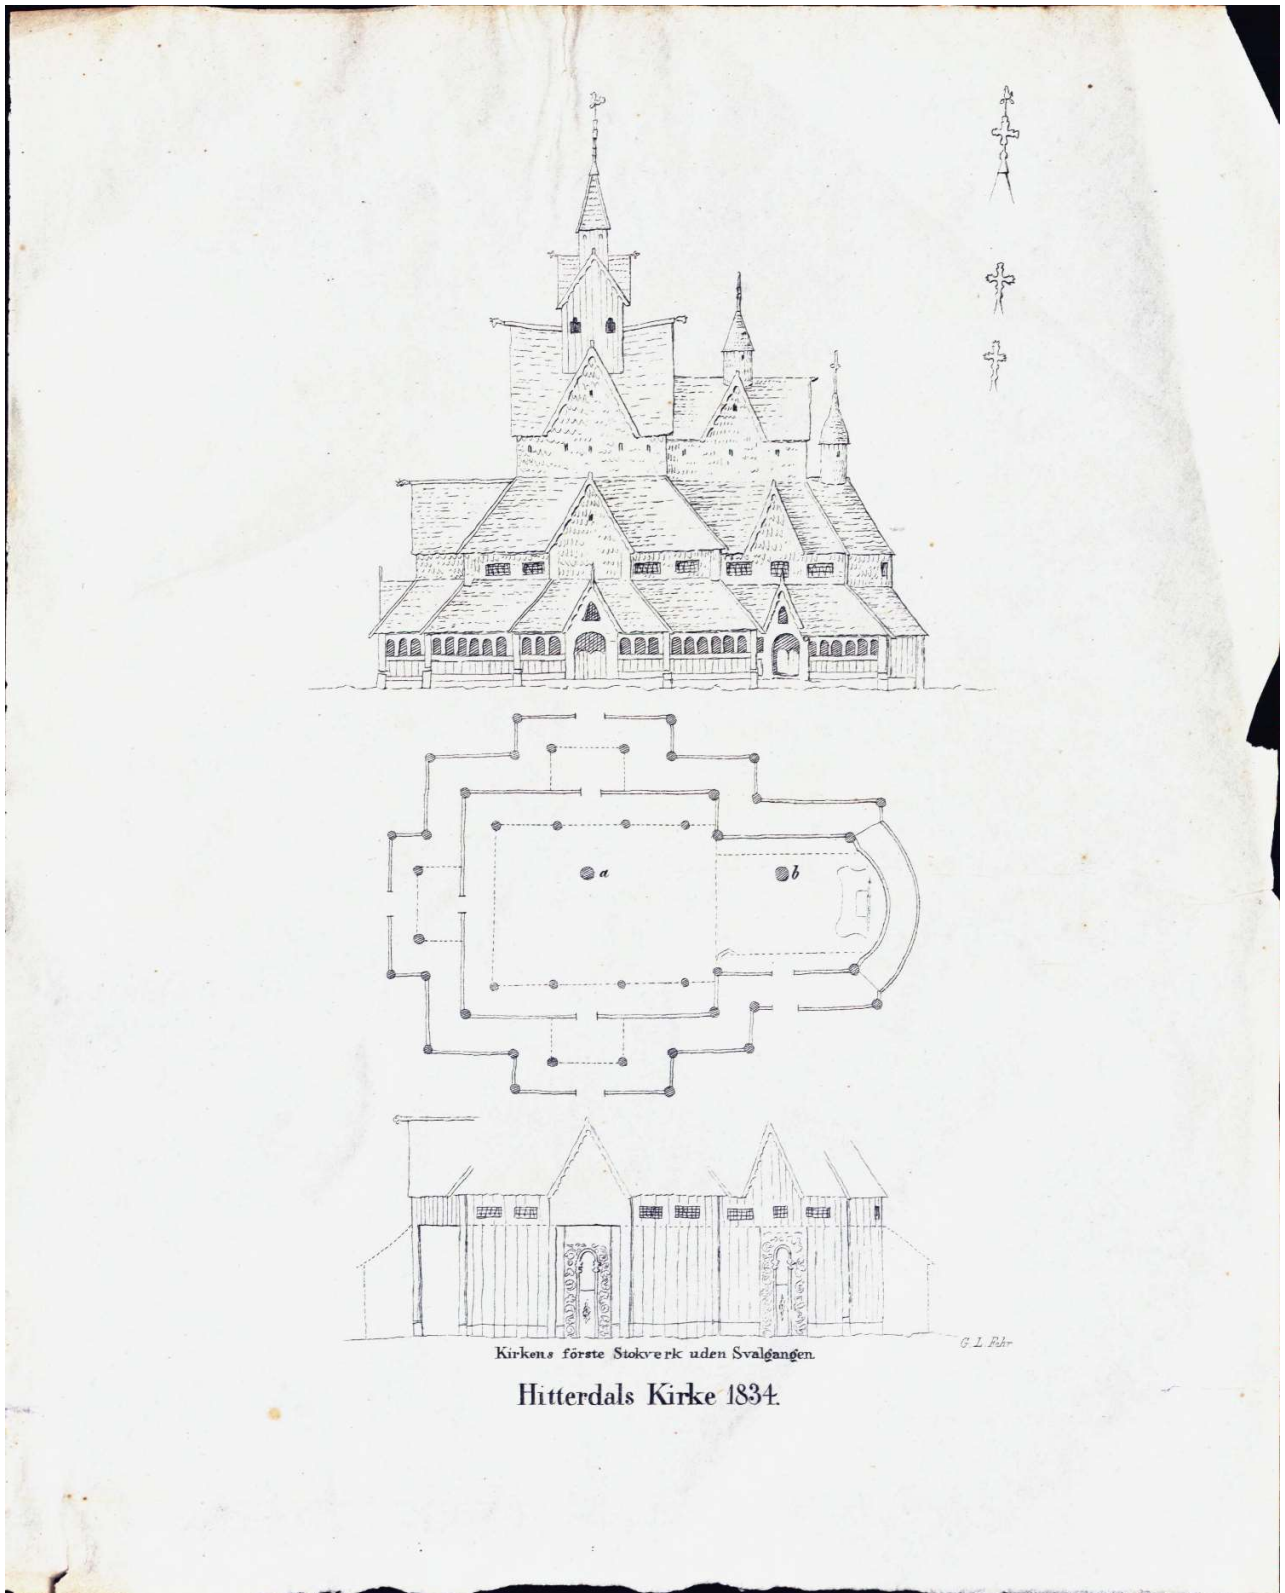 a
b
G. L. Fehr
Kirkens förste Stokverk uden Svalgangen.
Hitterdals Kirke 1834.